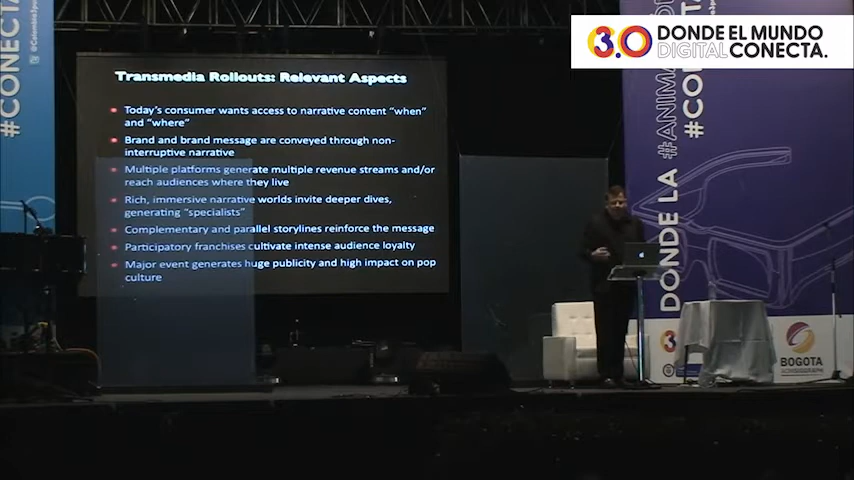 3.0 DONDE EL MUNDO
DIGITAL CONECTA.
#CONECTA
Transmedia Rollouts: Relevant Aspects
Today's consumer wants access to narrative content "when"
and "where"
Brand and brand message are conveyed through non-
interruptive narrative
Multiple platforms generate multiple revenue streams and/or
reach audiences where they live
Rich, immersive narrative worlds invite deeper dives,
generating "specialists"
Complementary and parallel storylines reinforce the message
Participatory franchises cultivate intense audience loyalty
Major event generates huge publicity and high impact on pop
culture
DONDE LA #ANIMA
#CO
BOGOTA